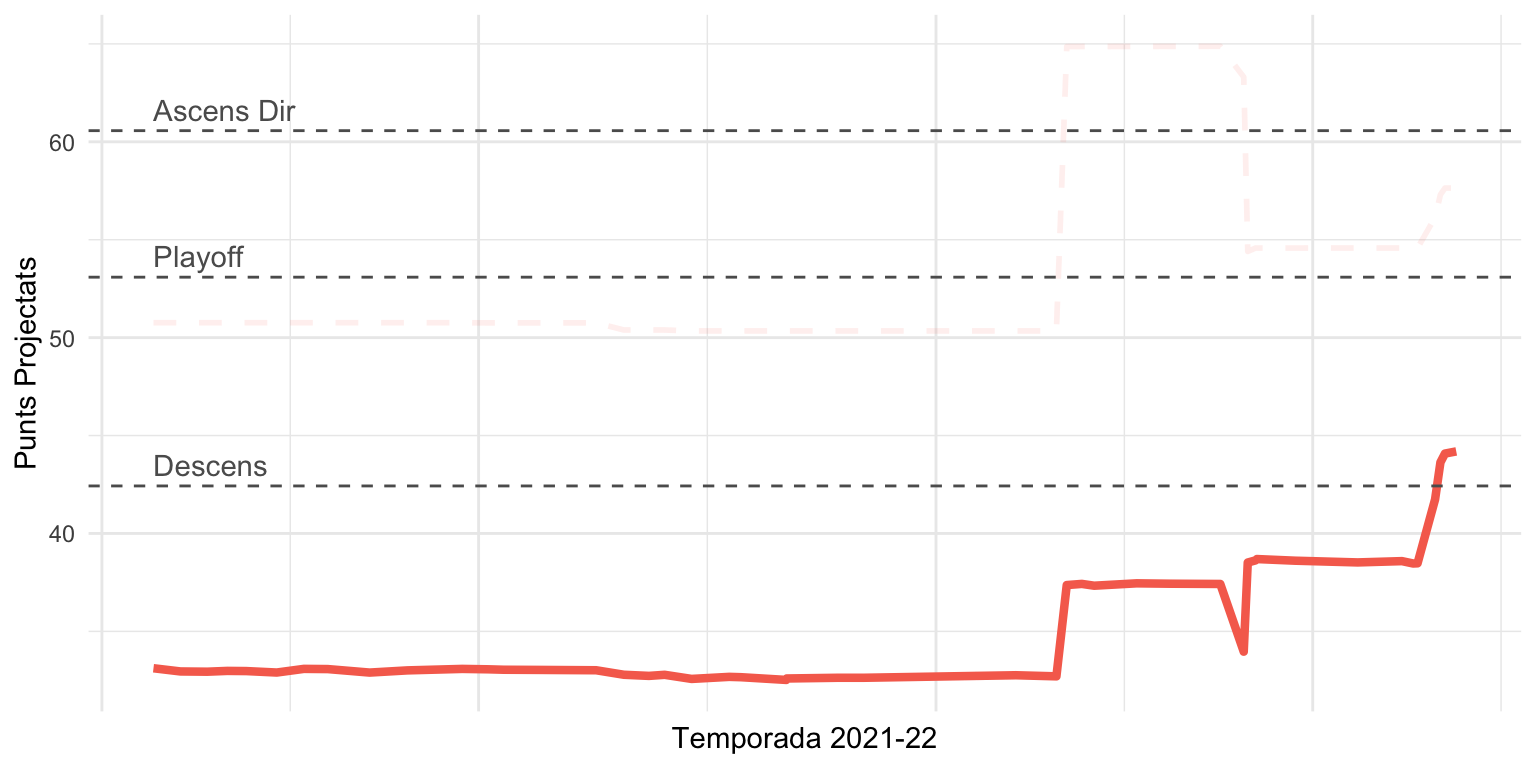 Ascens Dir
60
Playoff
50
Descens
40
Punts Projectats
Temporada 2021-22